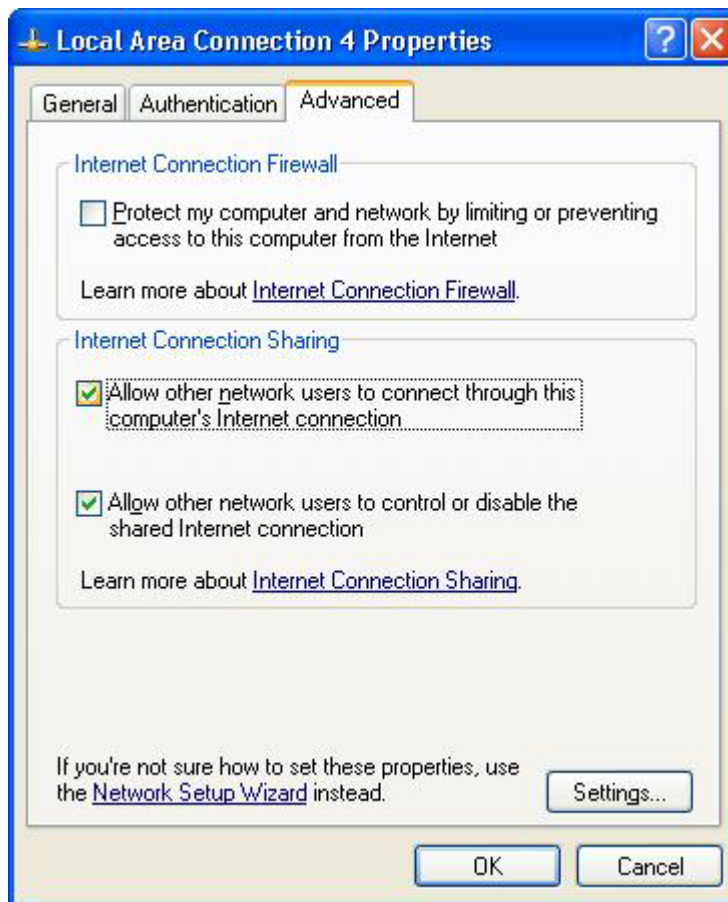 Local Area Connection 4 Properties
General Authentication Advanced
Internet Connection Firewall
Protect my computer and network by limiting or preventing
access to this computer from the Internet
Learn more about Internet Connection Firewall.
Internet Connection Sharing
Allow other network users to connect through this
computer's Internet connection
Allow other network users to control or disable the
shared Internet connection
Learn more about Internet Connection Sharing.
If you're not sure how to set these properties, use
the Network Setup Wizard instead.
Settings...
OK Cancel